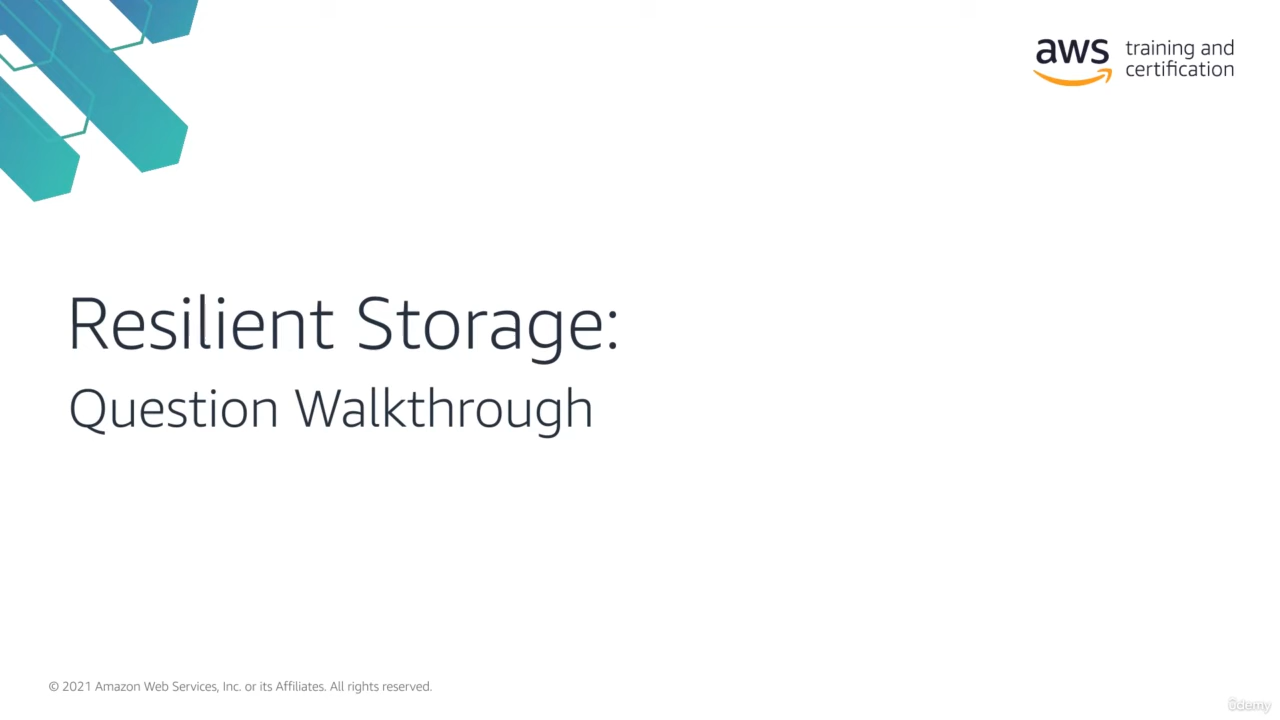 aws training and
certification
Resilient Storage:
Question Walkthrough
© 2021 Amazon Web Services, Inc. or its Affiliates. All rights reserved.
ûdemy